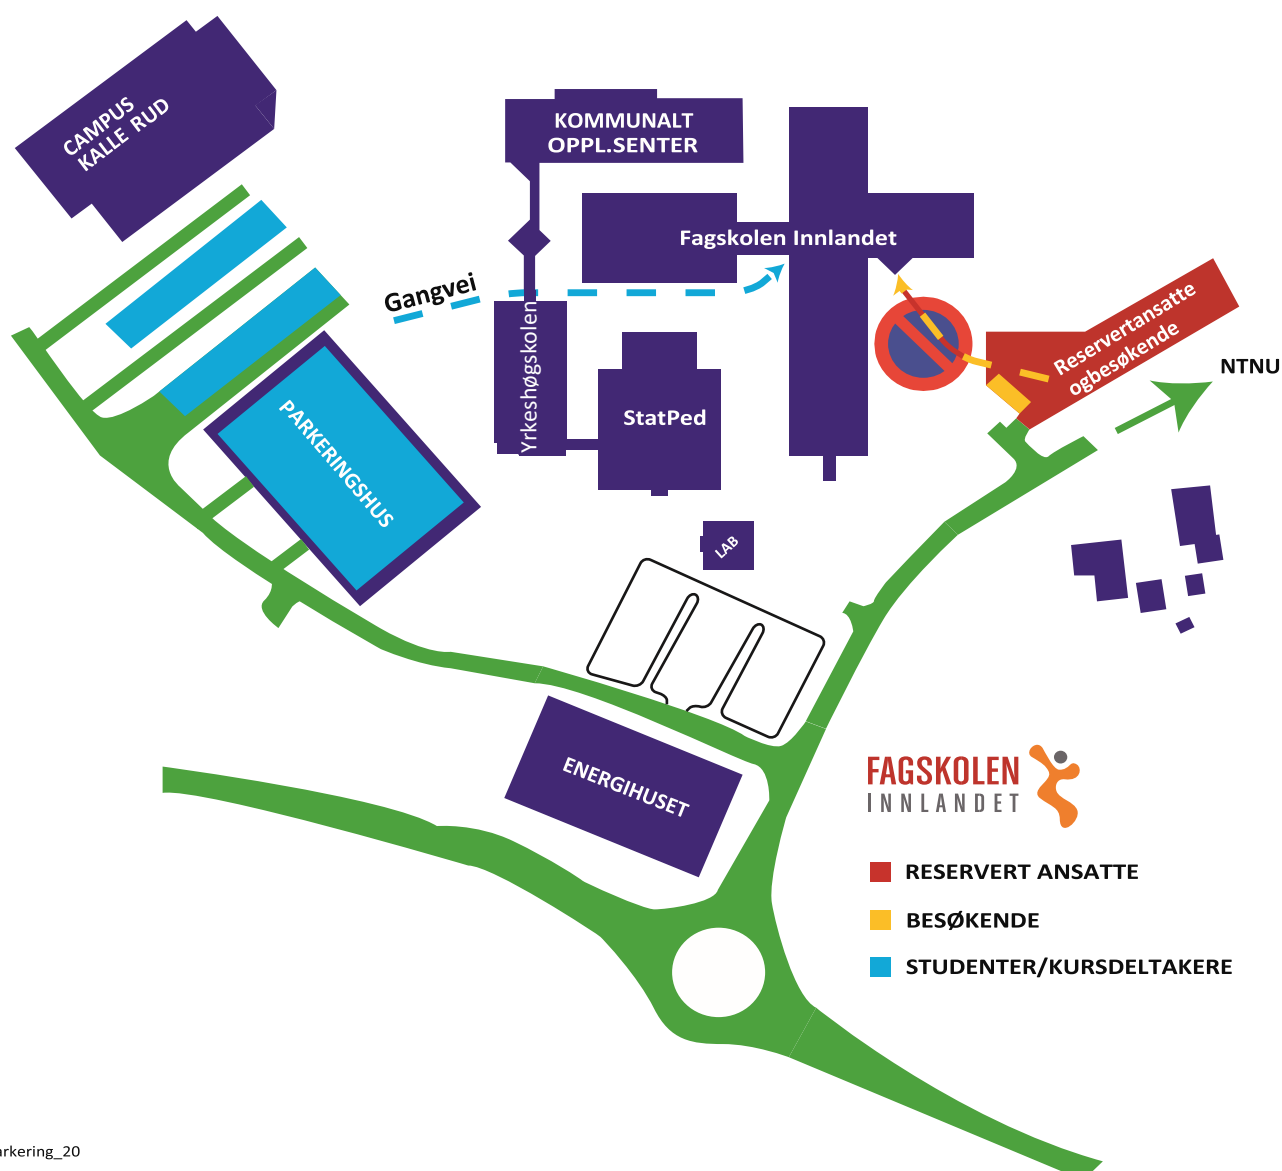 CAMPUS
KALLE RUD
KOMMUNALT
OPPL.SENTER
Fagskolen Innlandet
Gangvei
Yrkeshøgskolen
StatPed
Reservertansatte
ogbesøkende
NTNU
PARKERINGSHUS
LAB
ENERGIHUSET
FAGSKOLEN
INNLANDET
RESERVERT ANSATTE
BESØKENDE
STUDENTER/KURSDELTAKERE
arkering_20